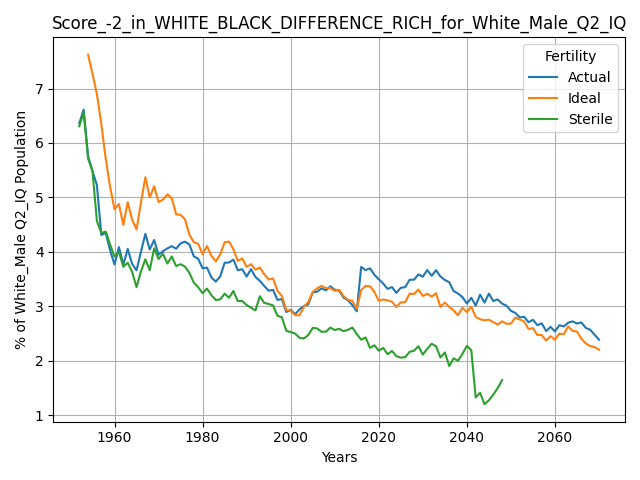 Score_-2_in_WHITE_BLACK_DIFFERENCE_RICH_for_White_Male_Q2_IQ
Fertility
Actual
Ideal
Sterile
% of White_Male Q2_IQ Population
7
6
5
4
3
2
1
1960 1980 2000 2020 2040 2060
Years